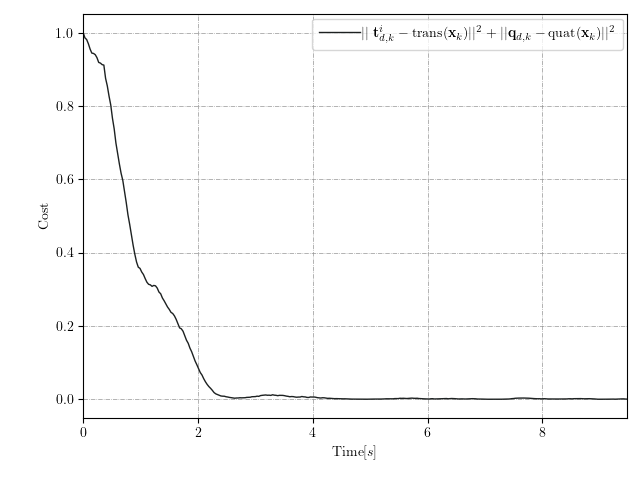 || t^i_{d,k} − trans(x_k)||² + ||q_{d,k} − quat(x_k)||²
1.0
0.8
0.6
0.4
0.2
0.0
Cost
0 2 4 6 8
Time[s]